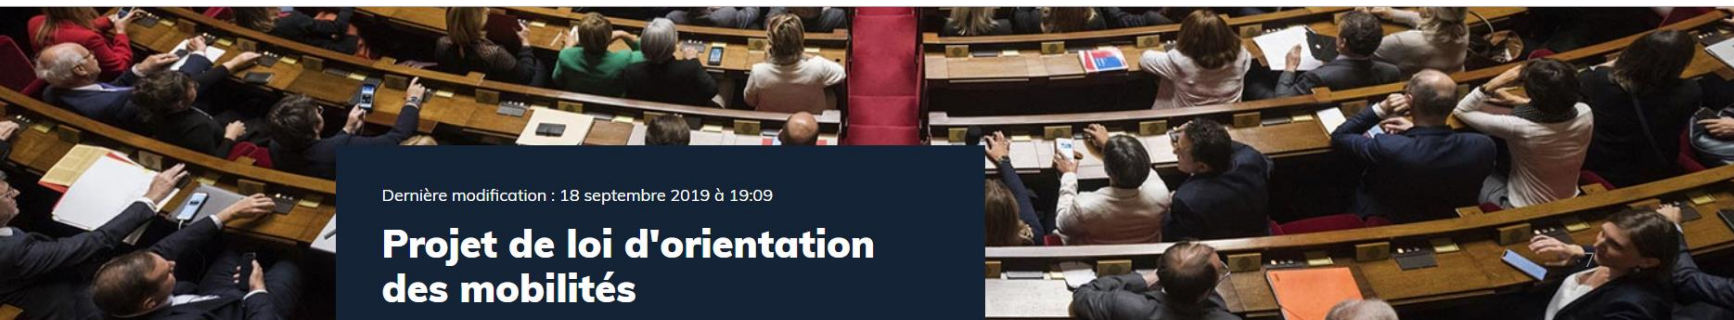 Dernière modification : 18 septembre 2019 à 19:09
Projet de loi d'orientation
des mobilités